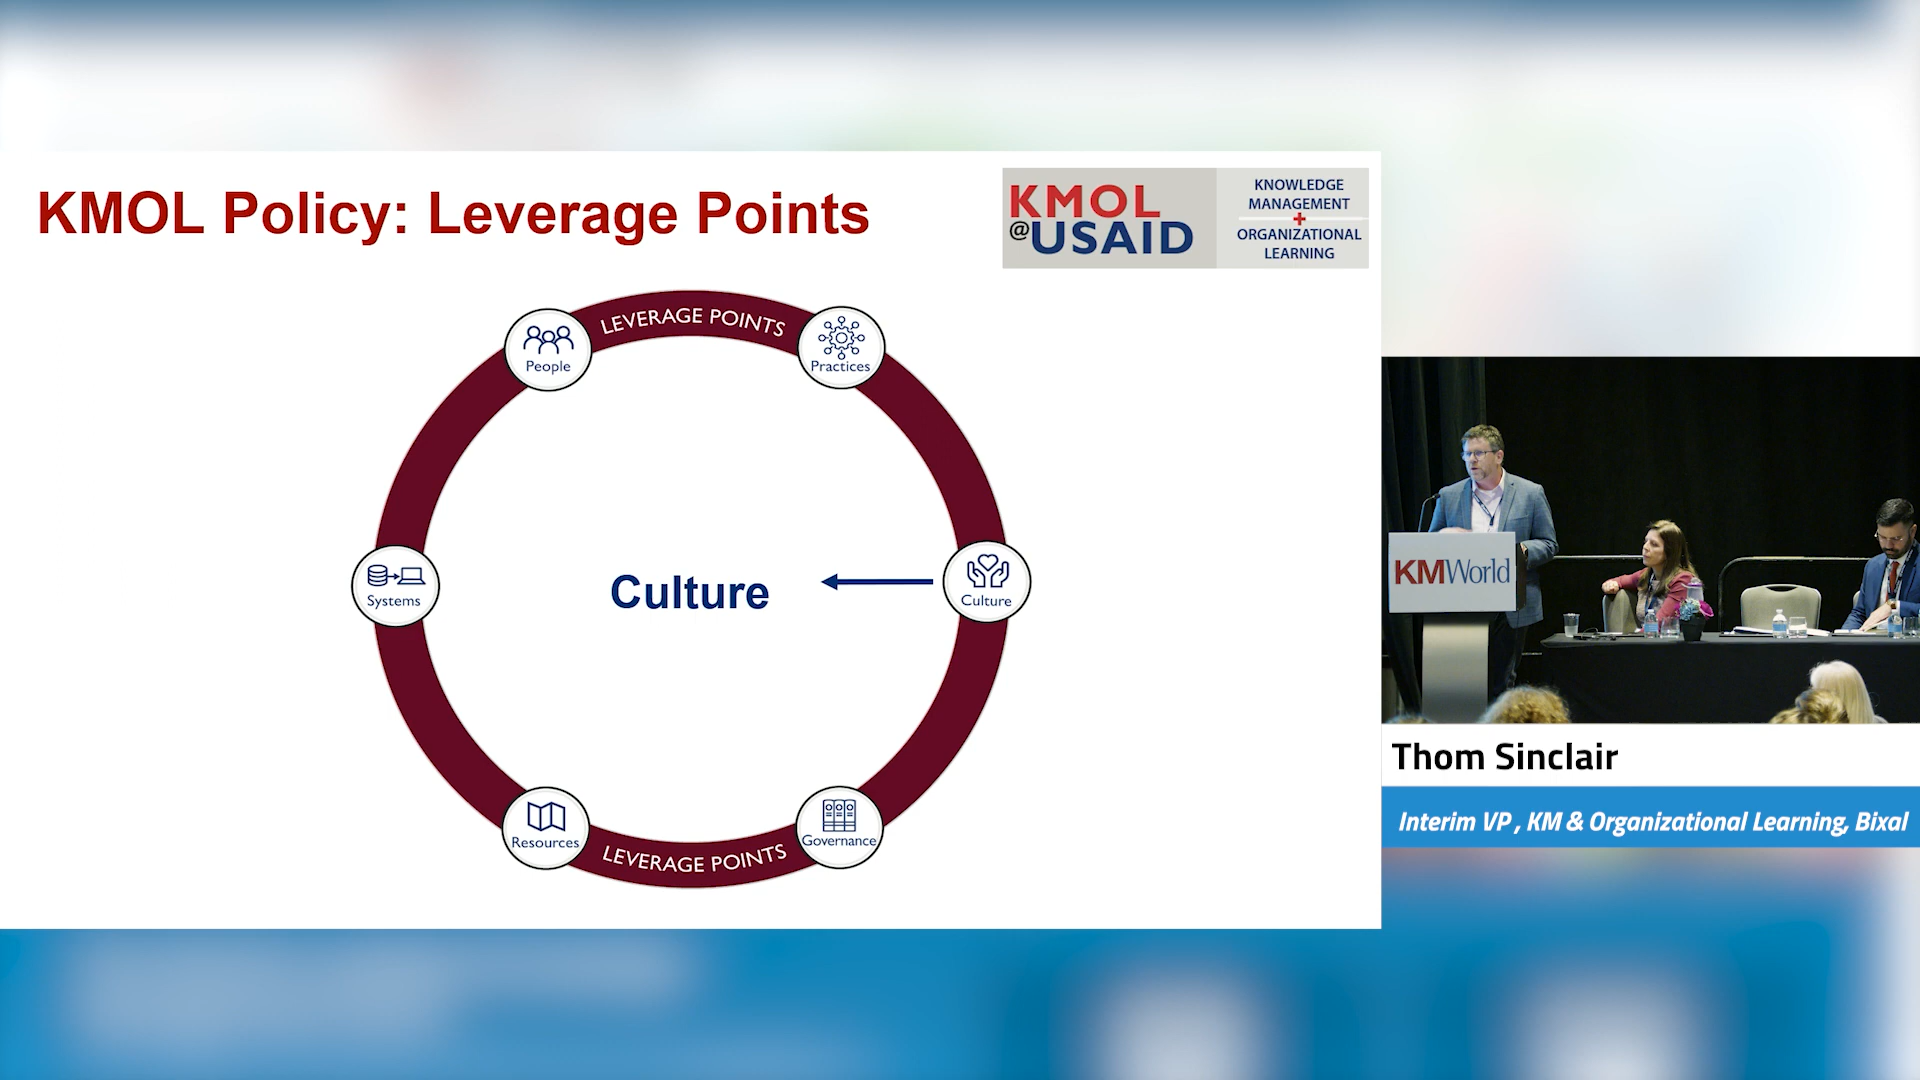 KMOL Policy: Leverage Points
KMOL
@USAID
KNOWLEDGE
MANAGEMENT
+
ORGANIZATIONAL
LEARNING
LEVERAGE POINTS
People
Practices
Systems
Culture
Culture
Resources
Governance
LEVERAGE POINTS
KMWorld
Thom Sinclair
Interim VP , KM & Organizational Learning, Bixal